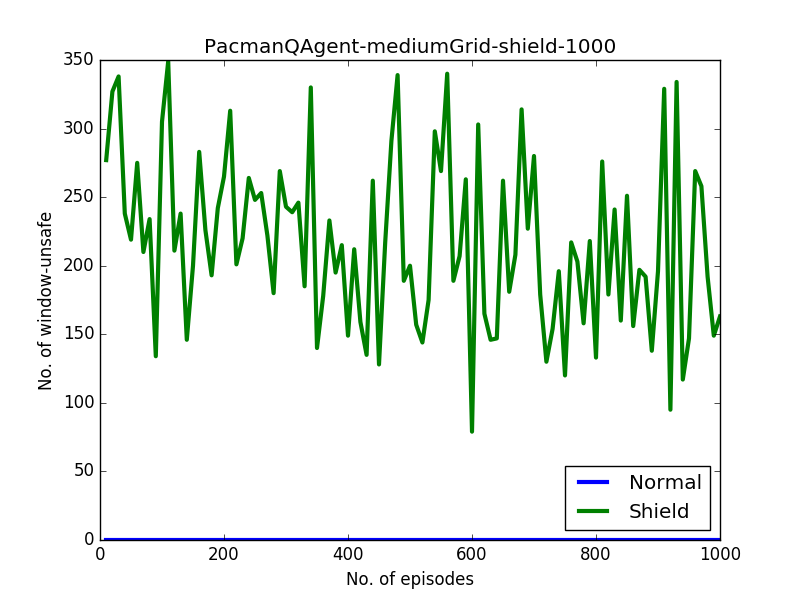 PacmanQAgent-mediumGrid-shield-1000
350
300
250
200
150
100
50
0
No. of window-unsafe
Normal
Shield
0 200 400 600 800 1000
No. of episodes